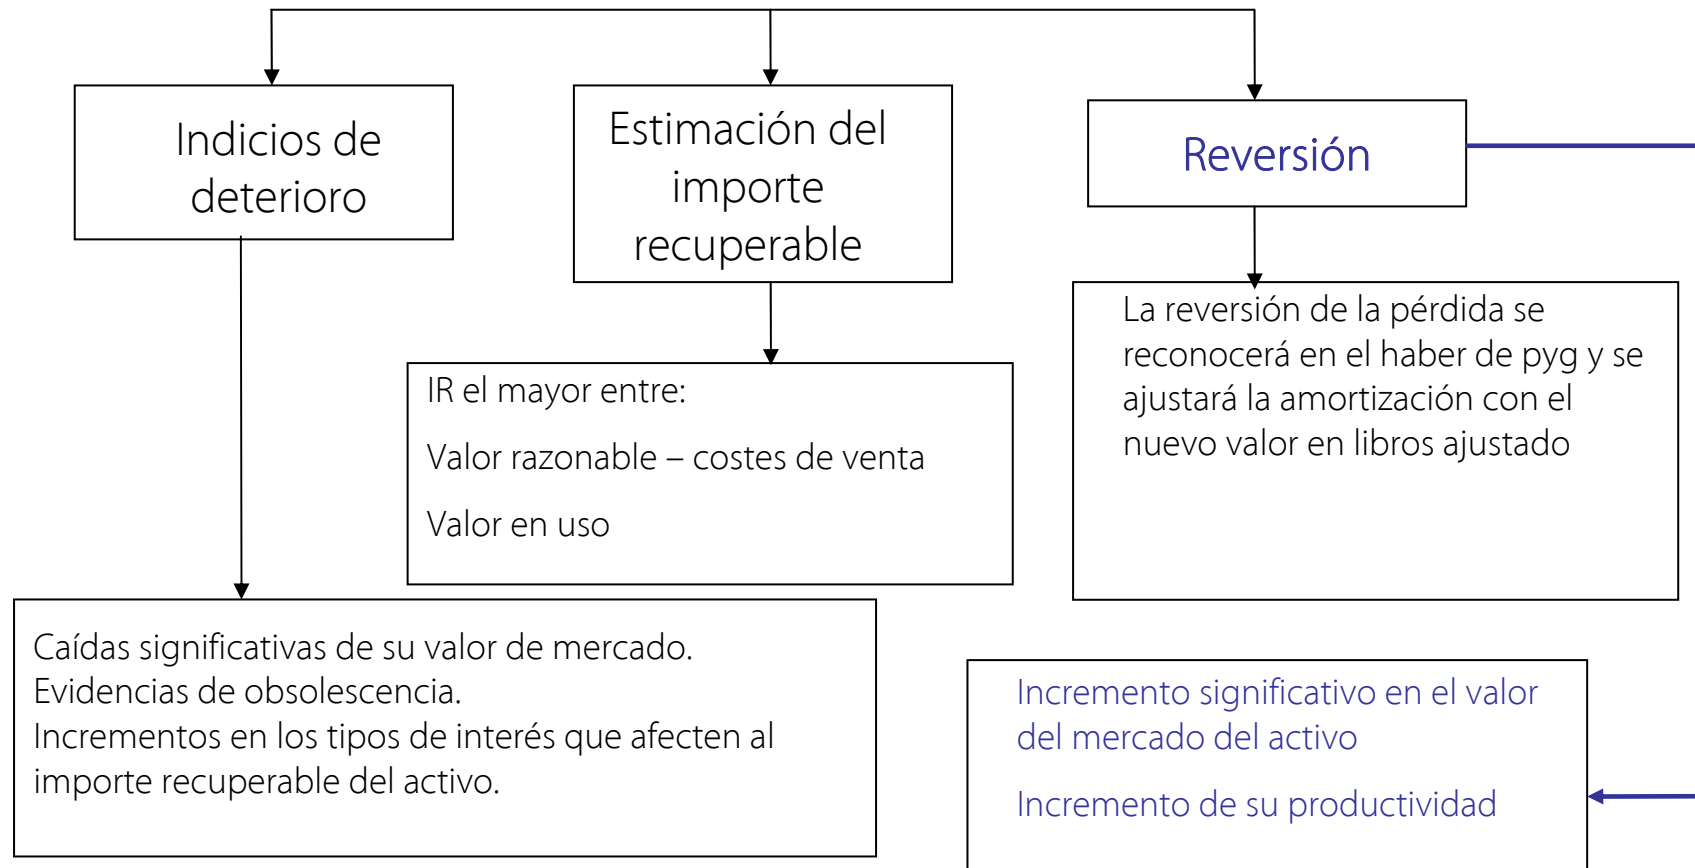 Indicios de
deterioro
Estimación del
importe
recuperable
Reversión
La reversión de la pérdida se
reconocerá en el haber de pyg y se
ajustará la amortización con el
nuevo valor en libros ajustado
IR el mayor entre:
Valor razonable – costes de venta
Valor en uso
Caídas significativas de su valor de mercado.
Evidencias de obsolescencia.
Incrementos en los tipos de interés que afecten al
importe recuperable del activo.
Incremento significativo en el valor
del mercado del activo
Incremento de su productividad